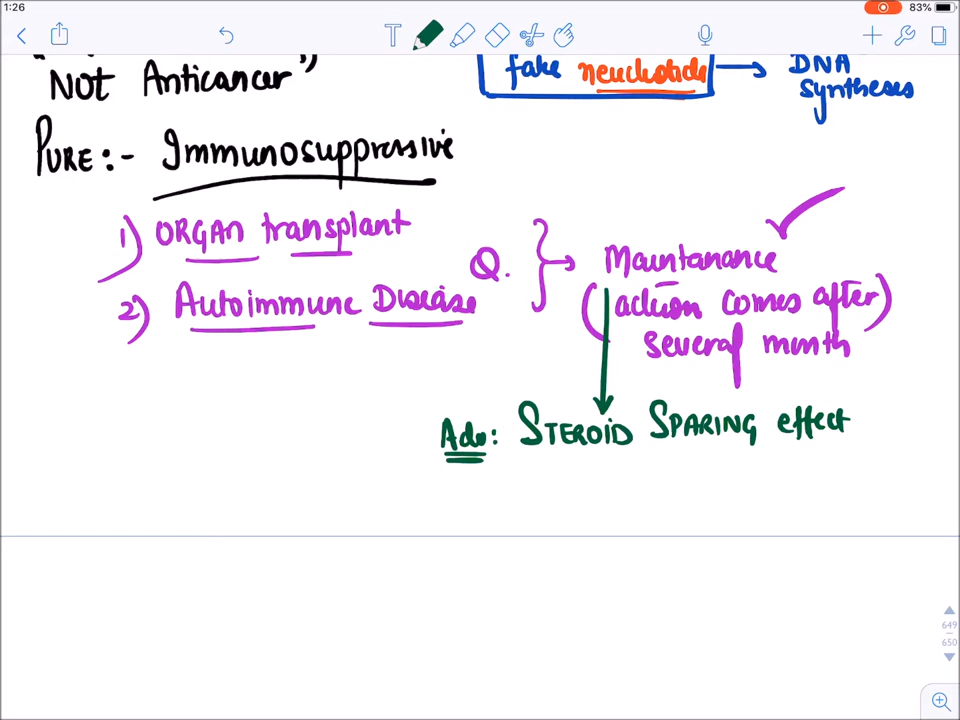 1:26
83%
T
NOT Anticancer"
fake neucleotide → DNA
syntheses
PURE:- Immunosuppressive
1) ORGAN transplant
2) Autoimmune Disease
Q. } → Maintanance
(action comes after)
several month
Adv: STEROID SPARING effect
649
650